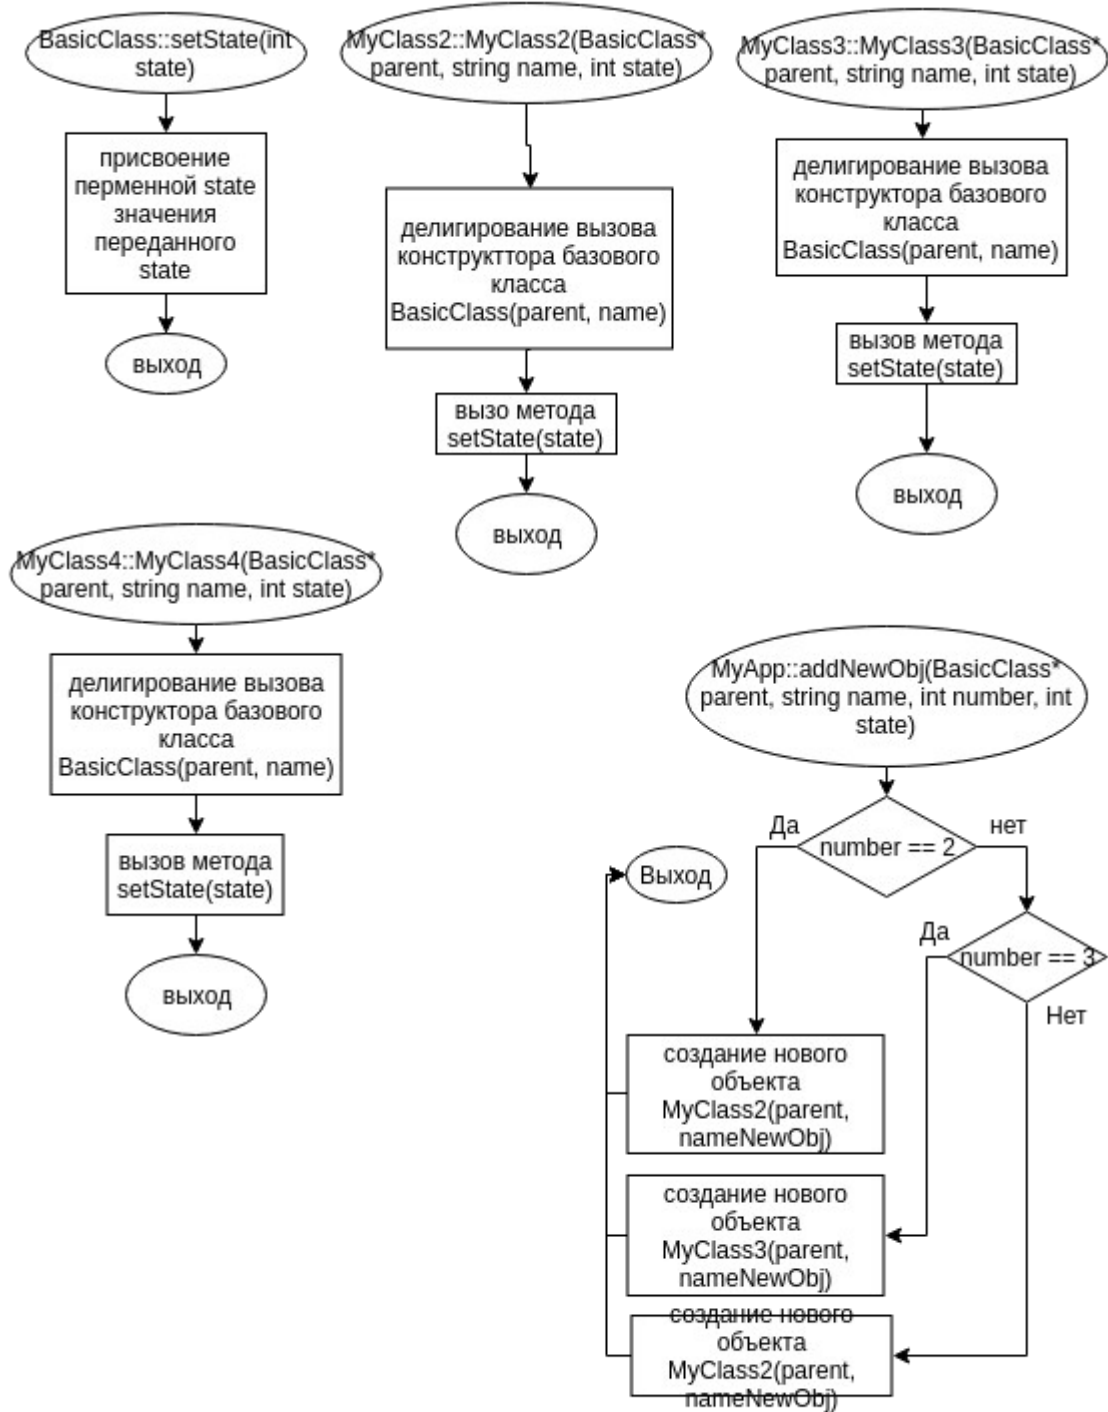 BasicClass::setState(int
state)
присвоение
перменной state
значения
переданного
state
выход
MyClass2::MyClass2(BasicClass*
parent, string name, int state)
делигирование вызова
конструкттора базового
класса
BasicClass(parent, name)
вызо метода
setState(state)
выход
MyClass3::MyClass3(BasicClass*
parent, string name, int state)
делигирование вызова
конструктора базового
класса
BasicClass(parent, name)
вызов метода
setState(state)
выход
MyClass4::MyClass4(BasicClass*
parent, string name, int state)
делигирование вызова
конструктора базового
класса
BasicClass(parent, name)
вызов метода
setState(state)
выход
MyApp::addNewObj(BasicClass*
parent, string name, int number, int
state)
Да
number == 2
нет
Выход
Да
number == 3
Нет
создание нового
объекта
MyClass2(parent,
nameNewObj)
создание нового
объекта
MyClass3(parent,
nameNewObj)
создание нового
объекта
MyClass2(parent,
nameNewObj)